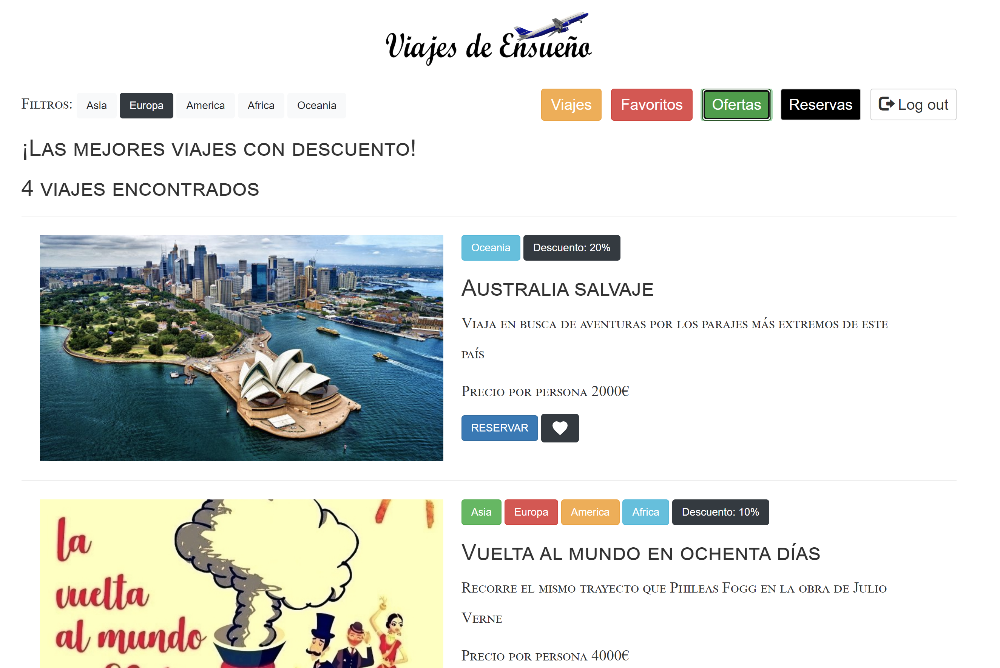 Viajes de Ensueño
Filtros: Asia Europa America Africa Oceania
Viajes Favoritos Ofertas Reservas Log out
¡Las mejores viajes con descuento!
4 viajes encontrados
Oceania Descuento: 20%
Australia salvaje
Viaja en busca de aventuras por los parajes más extremos de este
país
Precio por persona 2000€
RESERVAR
Asia Europa America Africa Descuento: 10%
Vuelta al mundo en ochenta días
Recorre el mismo trayecto que Phileas Fogg en la obra de Julio
Verne
Precio por persona 4000€
la
vuelta
al mundo